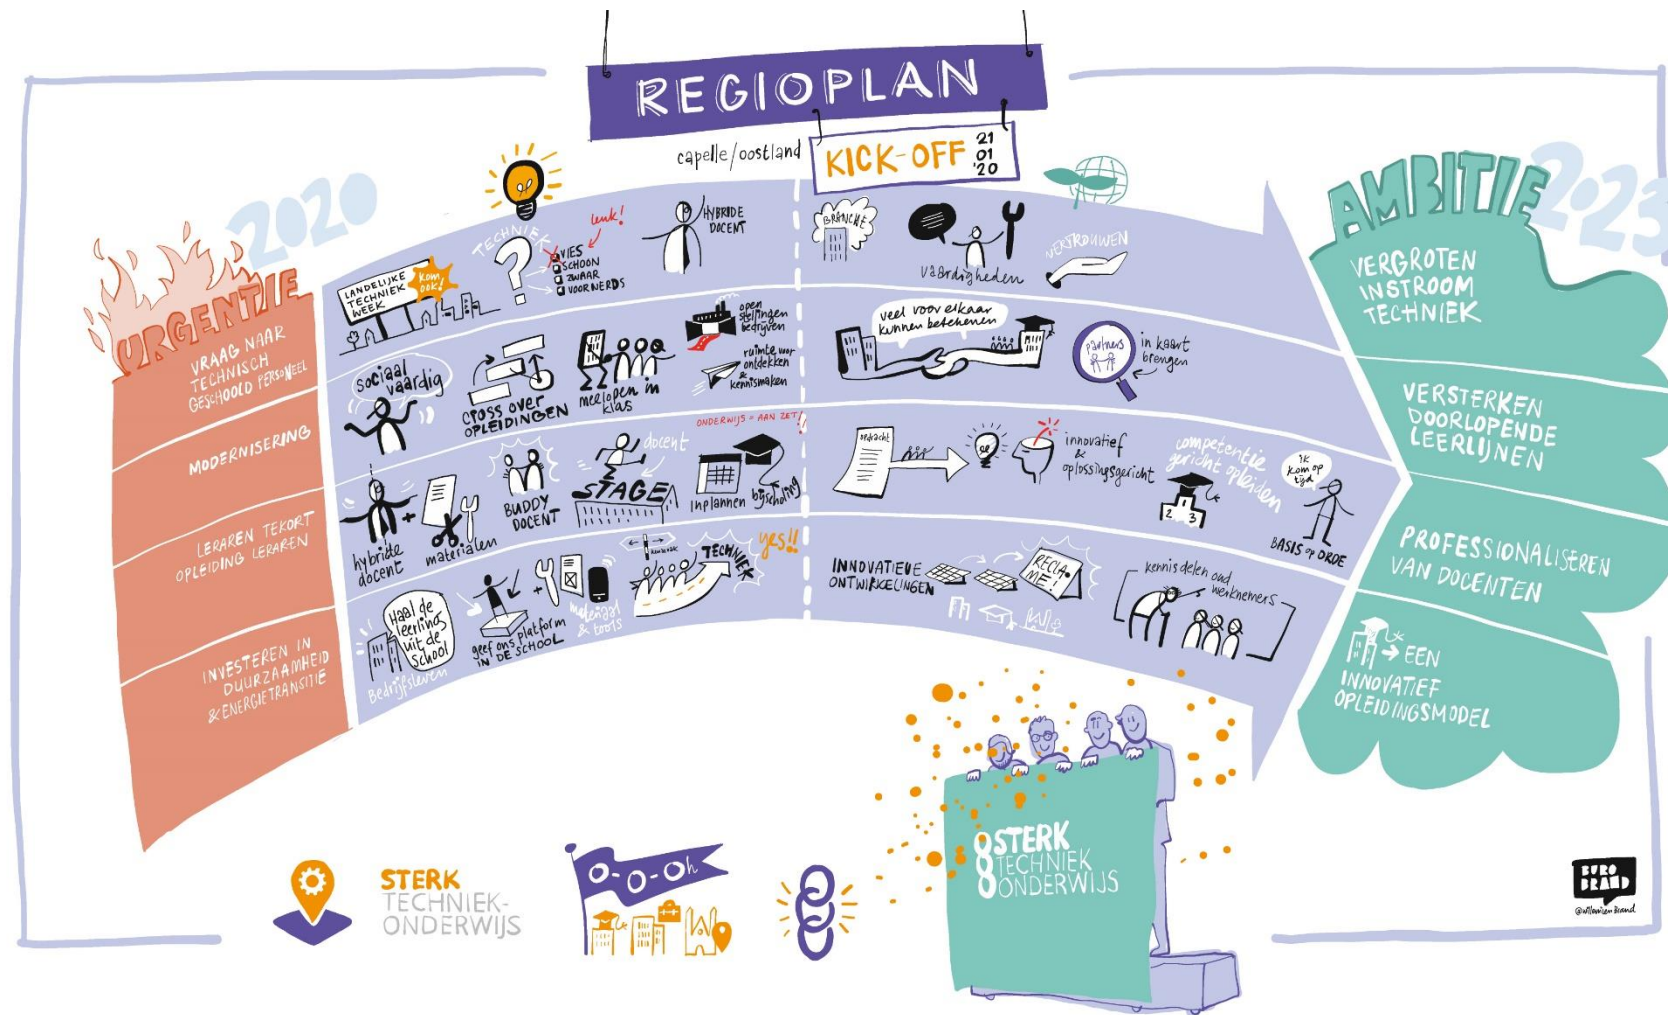 REGIOPLAN
capelle/oostland
KICK-OFF
21
01
'20
2020
URGENTIE
VRAAG NAAR
TECHNISCH
GESCHOOLD PERSONEEL
MODERNISERING
LERAREN TEKORT
OPLEIDING LERAREN
INVESTEREN IN
DUURZAAMHEID
& ENERGIETRANSITIE
LANDELIJKE
TECHNIEK
WEEK
kom
ook!
TECHNIEK
?
leuk!
VIES
SCHOON
ZWAAR
VOOR NERDS
HYBRIDE
DOCENT
BRANCHE
vaardigheden
VERTROUWEN
sociaal
vaardig
CROSS OVER
OPLEIDINGEN
meelopen in
klas
open
stellingen
bedrijven
ruimte voor
ontdekken
&
kennismaken
veel voor elkaar
kunnen betekenen
partners
in kaart
brengen
hybride
docent
+
materialen
BUDDY
DOCENT
docent
STAGE
ONDERWIJS = AAN ZET!
inplannen
bijscholing
opdracht
innovatief
&
oplossingsgericht
competentie
gericht opleiden
2
3
ik
kom op
tijd
BASIS op ORDE
Haal de
leerling
uit de
school
Bedrijfsleven
geef ons platform
IN DE SCHOOL
+
materiaal
& tools
TECHNIEK
yes!!
INNOVATIEVE
ONTWIKKELINGEN
RECLA-
ME!
kennis delen oud
werknemers
AMBITIE
2023
VERGROTEN
INSTROOM
TECHNIEK
VERSTERKEN
DOORLOPENDE
LEERLIJNEN
PROFESSIONALISEREN
VAN DOCENTEN
EEN
INNOVATIEF
OPLEIDINGSMODEL
STERK
TECHNIEK-
ONDERWIJS
O-O-Oh
STERK
TECHNIEK
ONDERWIJS
BURO
BRAND
@willemienBrand